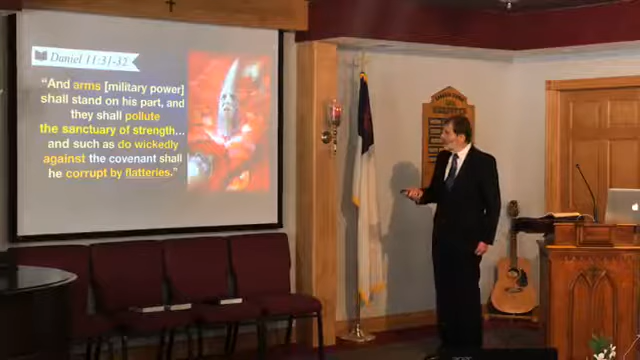 Daniel 11:31-32
"And arms [military power]
shall stand on his part, and
they shall pollute
the sanctuary of strength...
and such as do wickedly
against the covenant shall
he corrupt by flatteries."